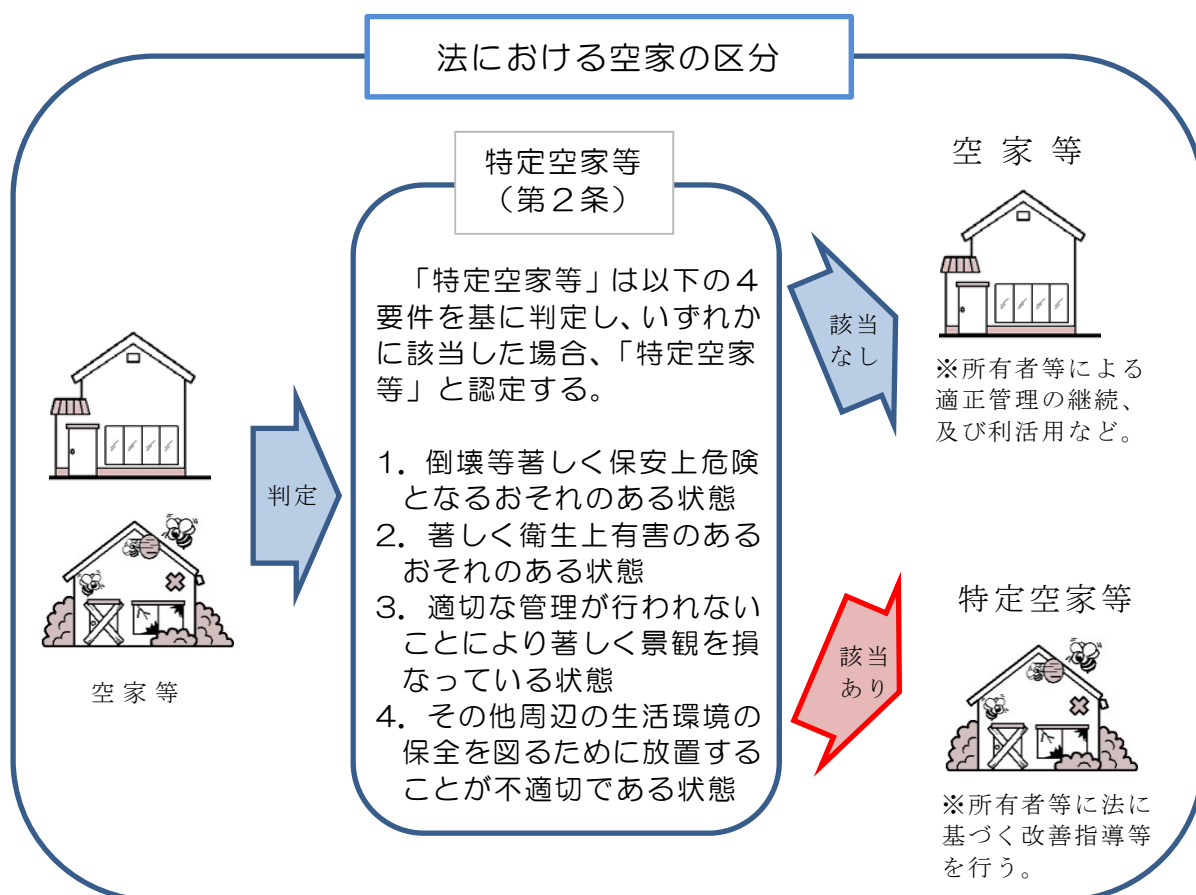 法における空家の区分
特定空家等
（第２条）
「特定空家等」は以下の４
要件を基に判定し、いずれか
に該当した場合、「特定空家
等」と認定する。
1．倒壊等著しく保安上危険
となるおそれのある状態
2．著しく衛生上有害のある
おそれのある状態
3．適切な管理が行われない
ことにより著しく景観を損
なっている状態
4．その他周辺の生活環境の
保全を図るために放置する
ことが不適切である状態
空家等
判定
該当
なし
空家等
※所有者等による
適正管理の継続、
及び利活用など。
該当
あり
特定空家等
※所有者等に法に
基づく改善指導等
を行う。